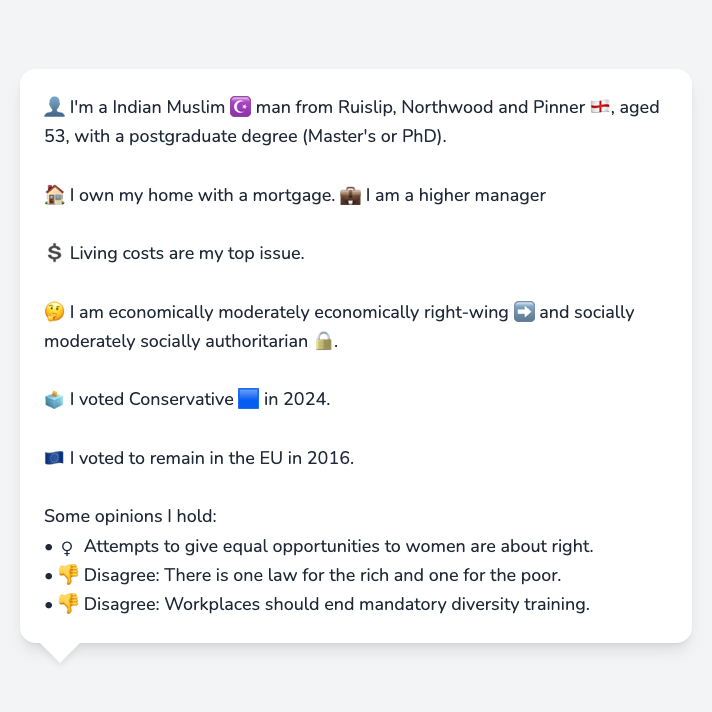 👤 I'm a Indian Muslim ☪️ man from Ruislip, Northwood and Pinner 🏴󠁧󠁢󠁥󠁮󠁧󠁿, aged
53, with a postgraduate degree (Master's or PhD).
🏠 I own my home with a mortgage. 💼 I am a higher manager
💲 Living costs are my top issue.
🤔 I am economically moderately economically right-wing ➡️ and socially
moderately socially authoritarian 🔒.
🗳️ I voted Conservative 🟦 in 2024.
🇪🇺 I voted to remain in the EU in 2016.
Some opinions I hold:
• ♀ Attempts to give equal opportunities to women are about right.
• 👎 Disagree: There is one law for the rich and one for the poor.
• 👎 Disagree: Workplaces should end mandatory diversity training.